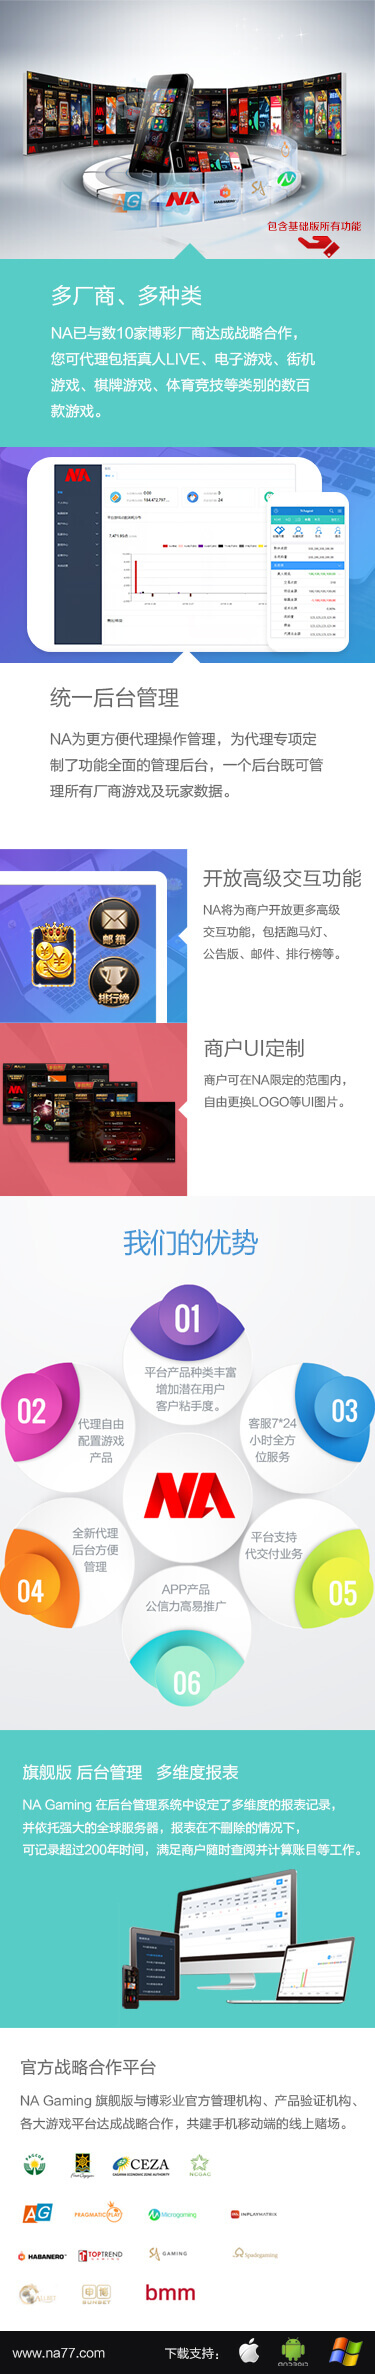 AG
NA
HABANERO
SA
包含基础版所有功能
多厂商、多种类
NA已与数10家博彩厂商达成战略合作，
您可代理包括真人LIVE、电子游戏、街机
游戏、棋牌游戏、体育竞技等类别的数百
款游戏。
NA
统一后台管理
NA为更方便代理操作管理，为代理专项定
制了功能全面的管理后台，一个后台既可管
理所有厂商游戏及玩家数据。
邮箱
排行榜
开放高级交互功能
NA将为商户开放更多高级
交互功能，包括跑马灯、
公告版、邮件、排行榜等。
商户UI定制
商户可在NA限定的范围内，
自由更换LOGO等UI图片。
我们的优势
01
平台产品种类丰富
增加潜在用户
客户粘手度。
02
代理自由
配置游戏
产品
03
客服7*24
小时全方
位服务
NA
全新代理
后台方便
管理
04
平台支持
代交付业务
05
APP产品
公信力高易推广
06
旗舰版 后台管理 多维度报表
NA Gaming 在后台管理系统中设定了多维度的报表记录，
并依托强大的全球服务器，报表在不删除的情况下，
可记录超过200年时间，满足商户随时查阅并计算账目等工作。
官方战略合作平台
NA Gaming 旗舰版与博彩业官方管理机构、产品验证机构、
各大游戏平台达成战略合作，共建手机移动端的线上赌场。
PAGCOR
First Cagayan
CEZA
CAGAYAN ECONOMIC ZONE AUTHORITY
NCGAC
AG
PRAGMATIC PLAY
Microgaming
INPLAYMATRIX
HABANERO
TOPTREND GAMING
SA GAMING
Spadegaming
ALLBET
申博
SUNBET
bmm
www.na77.com
下载支持：
ANDROID